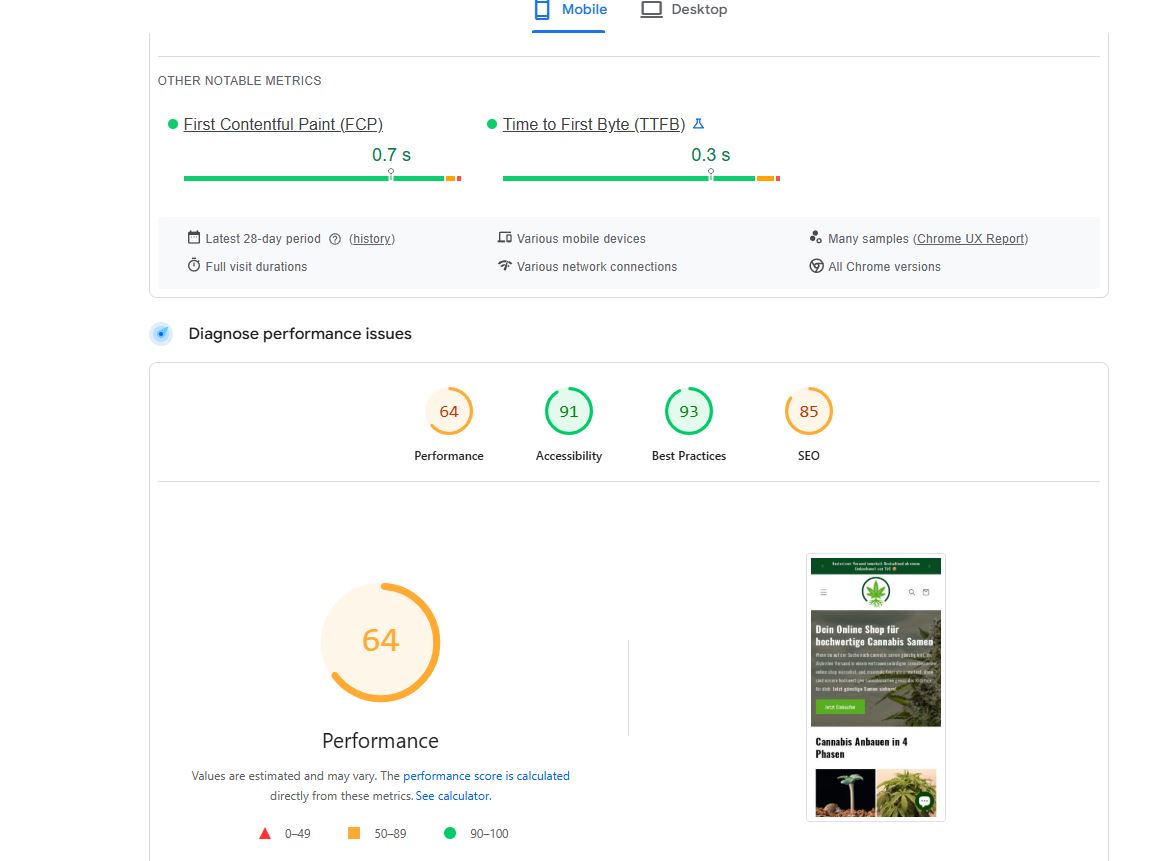 Mobile
Desktop
OTHER NOTABLE METRICS
First Contentful Paint (FCP)
Time to First Byte (TTFB)
0.7 s
0.3 s
Latest 28-day period (history)
Various mobile devices
Many samples (Chrome UX Report)
Full visit durations
Various network connections
All Chrome versions
Diagnose performance issues
64
91
93
85
Performance
Accessibility
Best Practices
SEO
64
Performance
Values are estimated and may vary. The performance score is calculated
directly from these metrics. See calculator.
0–49
50–89
90–100
Dein Online Shop für
hochwertige Cannabis Samen
Jetzt günstige Samen sichern!
Jetzt Einkaufen
Cannabis Anbauen in 4
Phasen